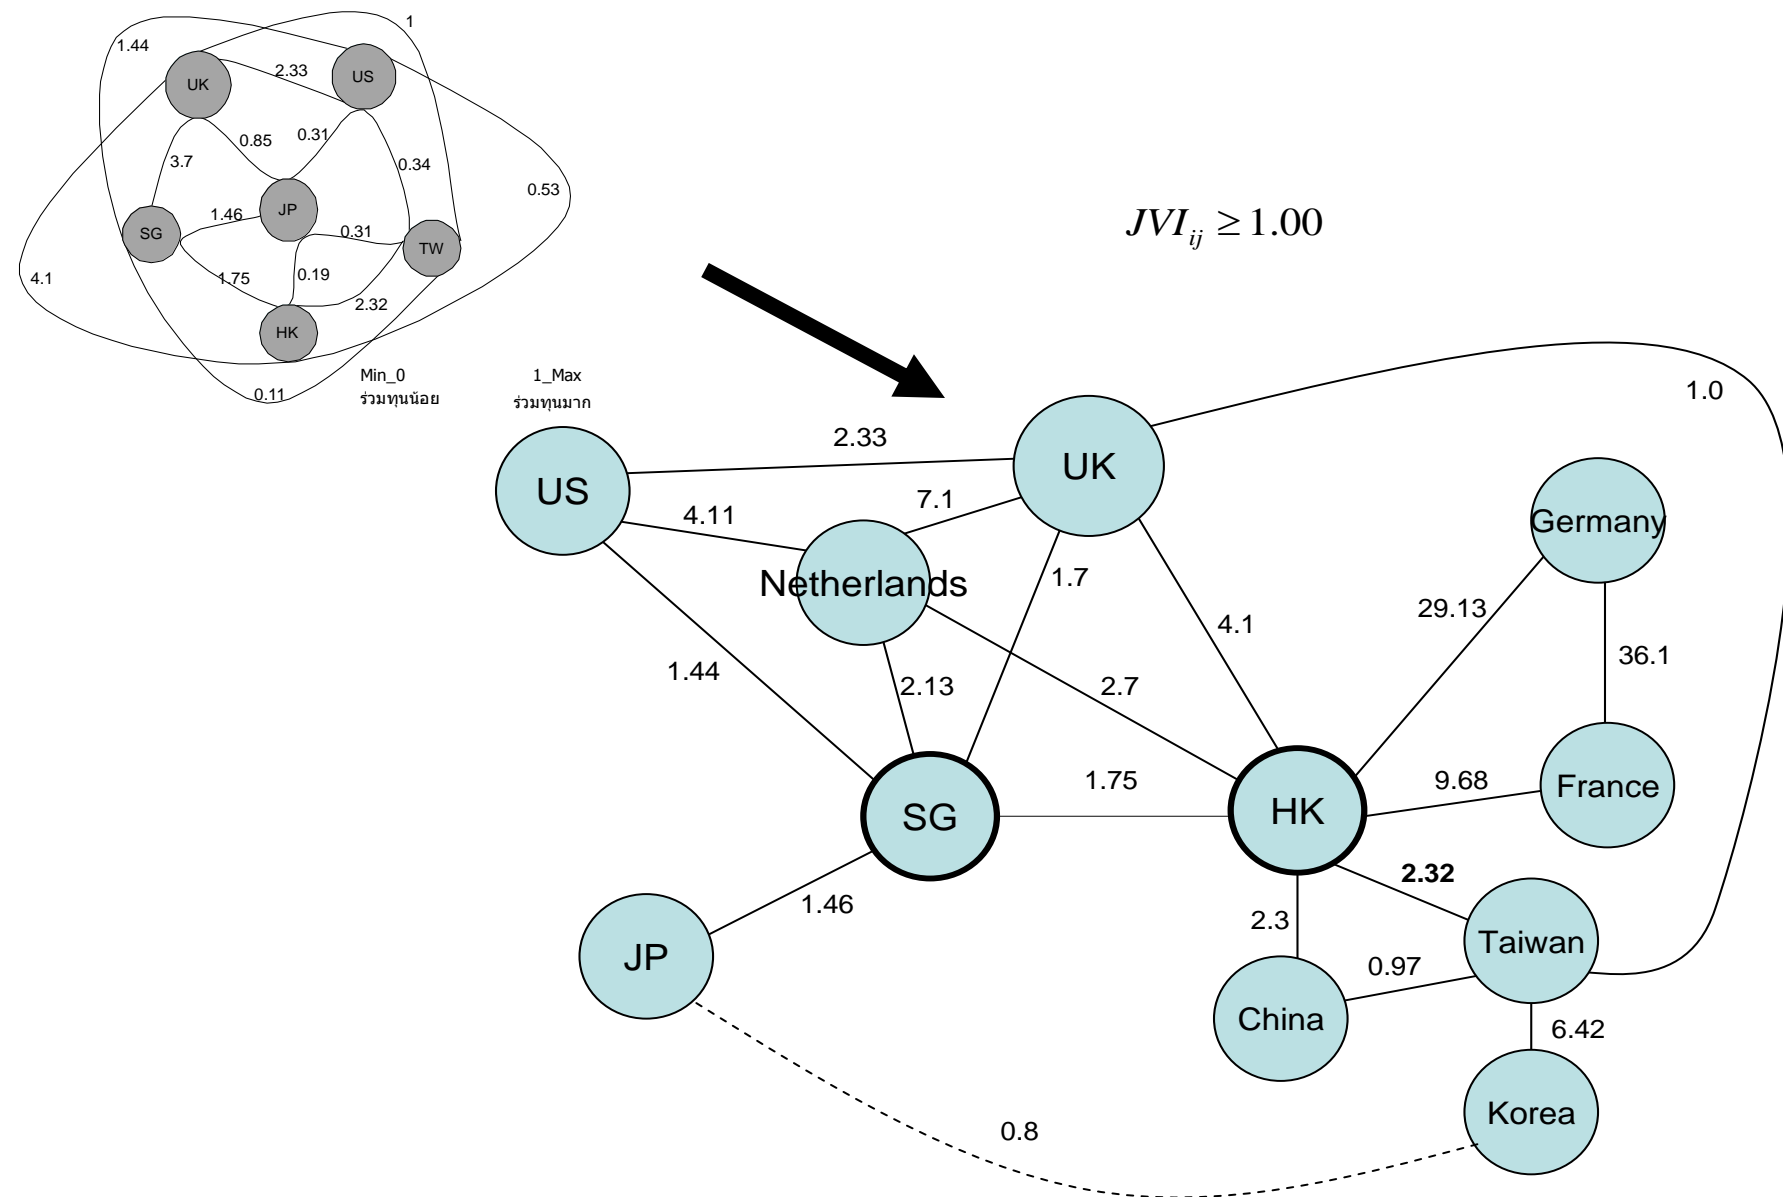 1
1.44
2.33
UK
US
0.85
0.31
3.7
0.34
0.53
1.46
JP
SG
0.31
TW
4.1
1.75
0.19
2.32
HK
0.11
Min_0
ร่วมทุนน้อย
1_Max
ร่วมทุนมาก
JVI_{ij} ≥ 1.00
1.0
2.33
UK
US
7.1
4.11
Germany
Netherlands
1.7
29.13
4.1
36.1
1.44
2.13
2.7
1.75
9.68
France
SG
HK
2.32
1.46
2.3
Taiwan
JP
0.97
China
6.42
Korea
0.8